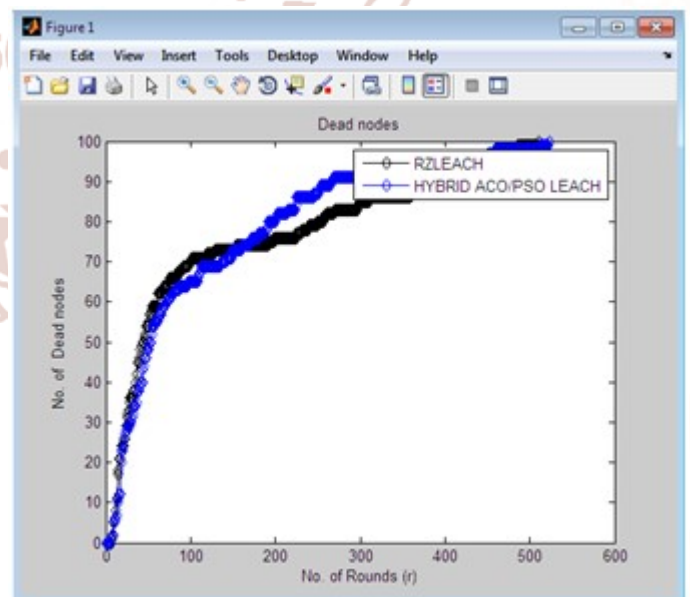 Figure 1
File Edit View Insert Tools Desktop Window Help
Dead nodes
RZLEACH
HYBRID ACO/PSO LEACH
No. of Dead nodes
100
90
80
70
60
50
40
30
20
10
0
0 100 200 300 400 500 600
No. of Rounds (r)